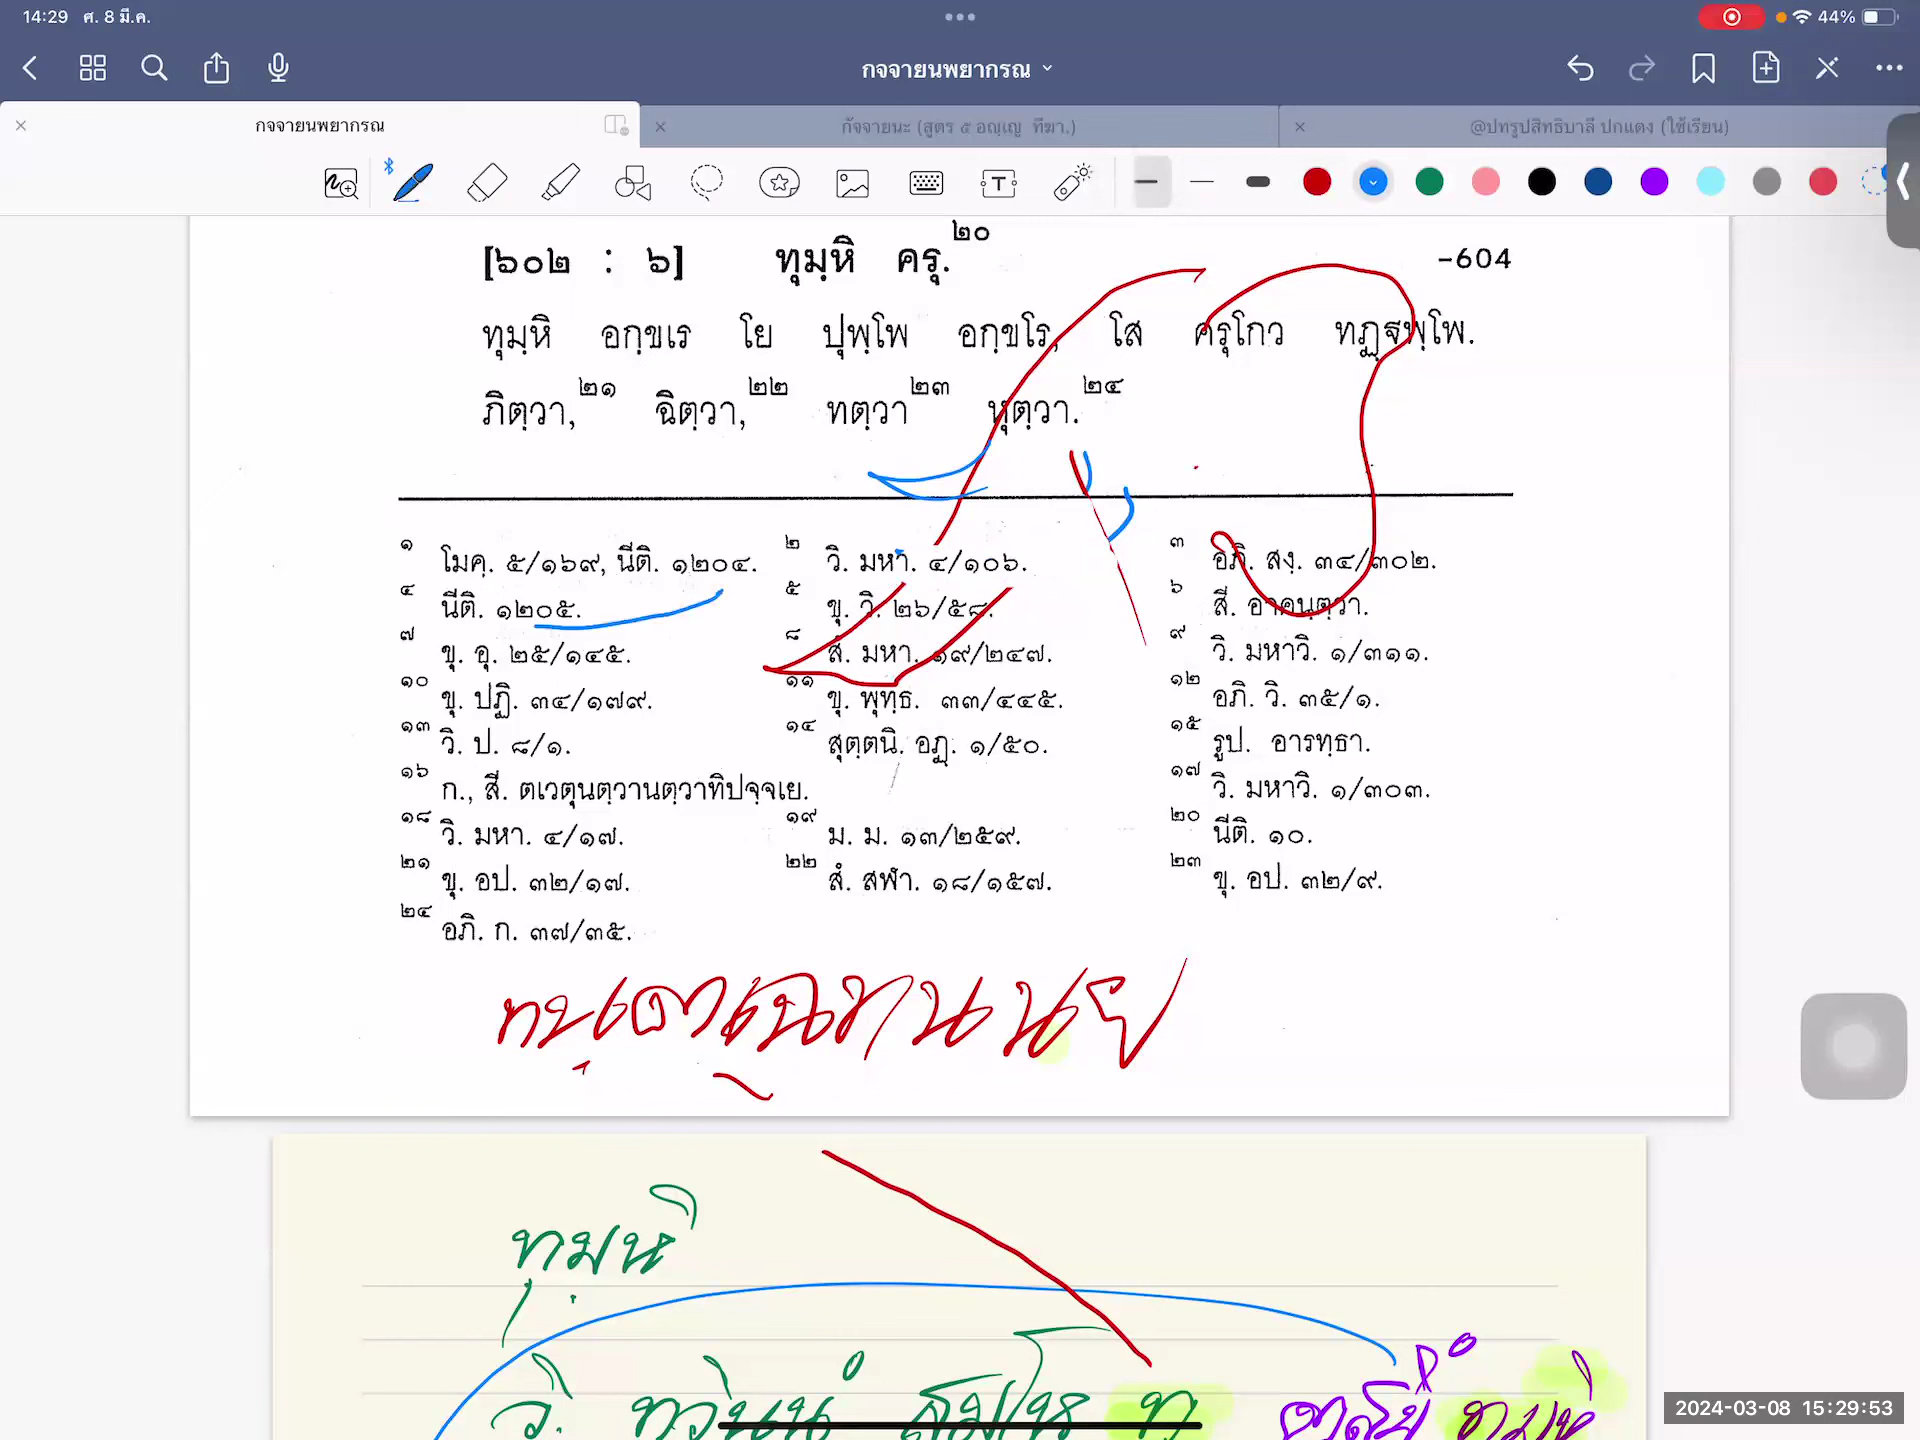 14:29 ศ. 8 มี.ค.
44%
กจจายนพยากรณ
กจจายนพยากรณ
กัจจายนะ (สูตร ๕ อญฺเญ ทีฆา.)
@ปทรูปสิทธิบาลี ปกแดง (ใช้เรียน)
[๖๐๒ : ๖] ทุมฺหิ ครุ.๒๐ -604
ทุมฺหิ อกฺขเร โย ปุพฺโพ อกฺขโร, โส ครุโกว ทฏฺฐพฺโพ.
ภิตฺวา,๒๑ ฉิตฺวา,๒๒ ทตฺวา๒๓ หุตฺวา.๒๔
๑ โมคฺ. ๕/๑๖๙, นีติ. ๑๒๐๔. ๒ วิ. มหา. ๔/๑๐๖. ๓ อภิ. สงฺ. ๓๔/๓๐๒.
๔ นีติ. ๑๒๐๕. ๕ ขุ. วิ. ๒๖/๕๘. ๖ สี. อาคนฺตฺวา.
๗ ขุ. อุ. ๒๕/๑๔๕. ๘ สํ. มหา. ๑๙/๒๔๗. ๙ วิ. มหาวิ. ๑/๓๑๑.
๑๐ ขุ. ปฏิ. ๓๔/๑๗๙. ๑๑ ขุ. พุทฺธ. ๓๓/๔๔๕. ๑๒ อภิ. วิ. ๓๕/๑.
๑๓ วิ. ป. ๘/๑. ๑๔ สุตฺตนิ. อฏฺ. ๑/๕๐. ๑๕ รูป. อารทฺธา.
๑๖ ก., สี. ตเวตุนตฺวานตฺวาทิปจฺจเย. ๑๗ วิ. มหาวิ. ๑/๓๐๓.
๑๘ วิ. มหา. ๔/๑๗. ๑๙ ม. ม. ๑๓/๒๕๙. ๒๐ นีติ. ๑๐.
๒๑ ขุ. อป. ๓๒/๑๗. ๒๒ สํ. สฬา. ๑๘/๑๕๗. ๒๓ ขุ. อป. ๓๒/๙.
๒๔ อภิ. ก. ๓๗/๓๕.
ทุมฺหิ
2024-03-08 15:29:53